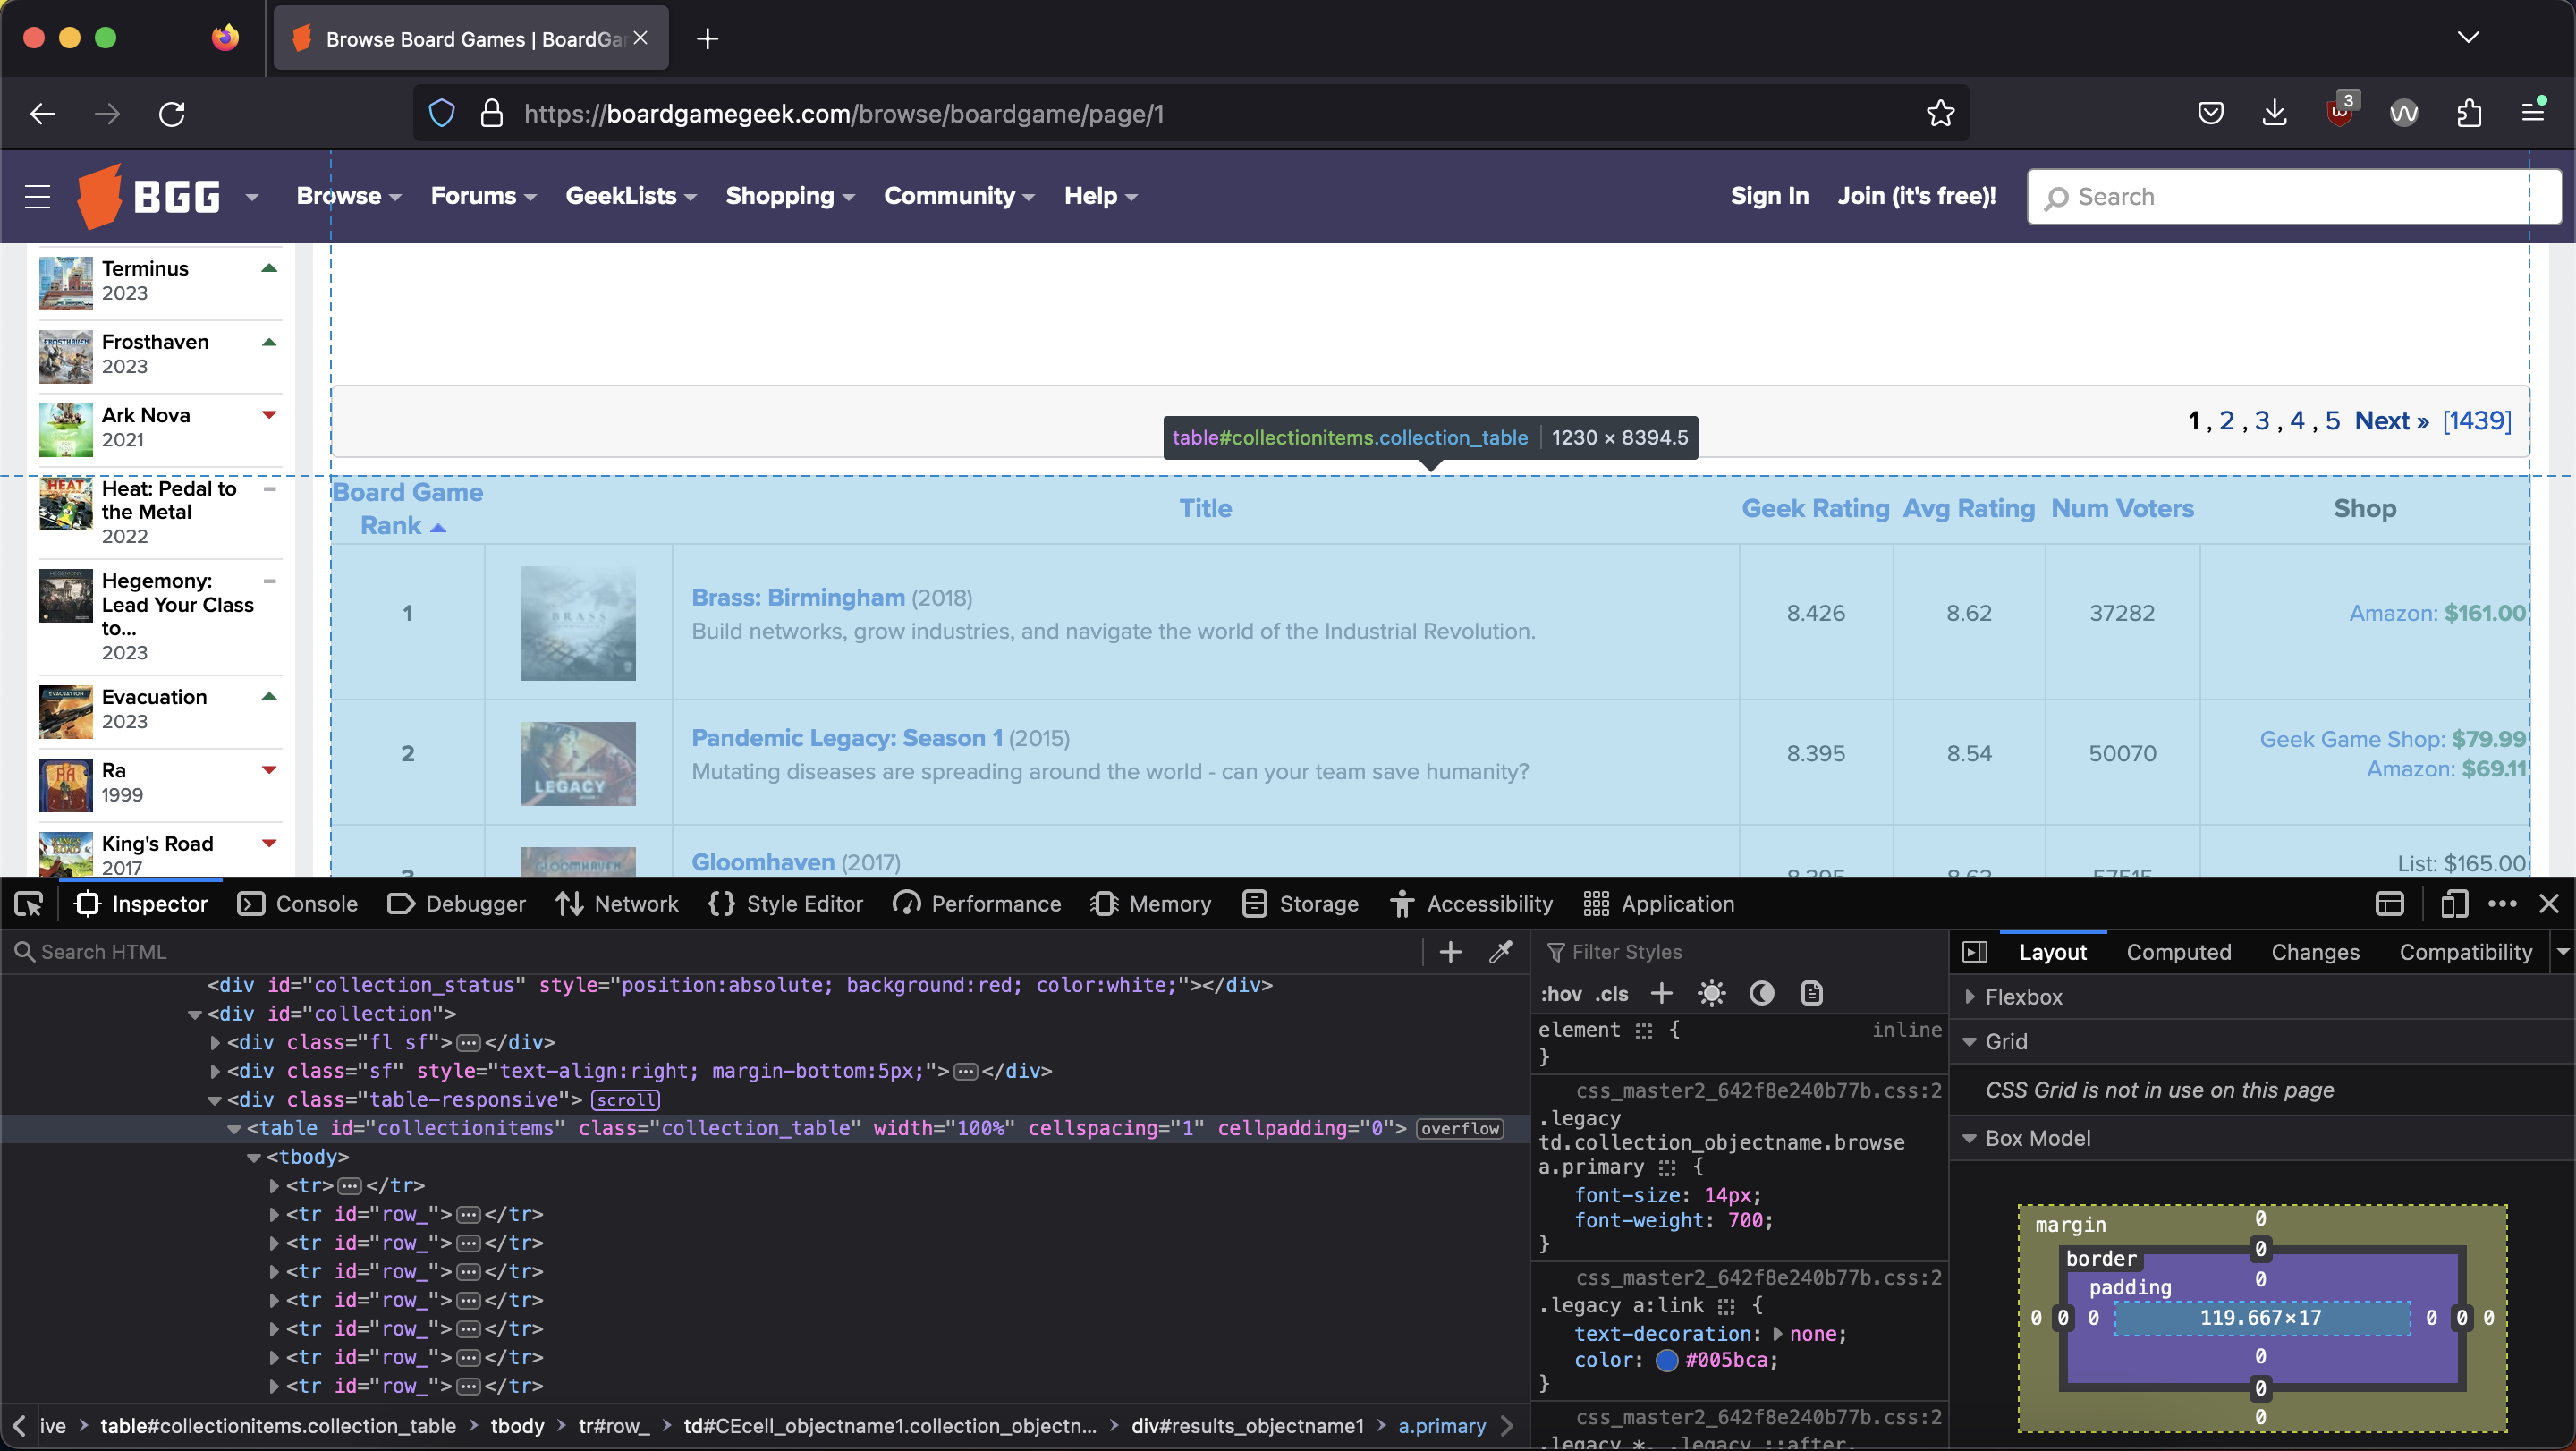 Browse Board Games | BoardGa
https://boardgamegeek.com/browse/boardgame/page/1
3
BGG
Browse
Forums
GeekLists
Shopping
Community
Help
Sign In
Join (it's free)!
Search
Terminus
2023
Frosthaven
2023
Ark Nova
2021
Heat: Pedal to
the Metal
2022
Hegemony:
Lead Your Class
to...
2023
Evacuation
2023
Ra
1999
King's Road
2017
1 , 2 , 3 , 4 , 5 Next » [1439]
table#collectionitems.collection_table 1230 × 8394.5
Board Game
Rank
Title
Geek Rating
Avg Rating
Num Voters
Shop
1
BRASS
Brass: Birmingham (2018)
Build networks, grow industries, and navigate the world of the Industrial Revolution.
8.426
8.62
37282
Amazon: $161.00
2
LEGACY
Pandemic Legacy: Season 1 (2015)
Mutating diseases are spreading around the world - can your team save humanity?
8.395
8.54
50070
Geek Game Shop: $79.99
Amazon: $69.11
3
GLOOMHAVEN
Gloomhaven (2017)
8.395
8.63
57515
List: $165.00
Inspector
Console
Debugger
Network
Style Editor
Performance
Memory
Storage
Accessibility
Application
Search HTML
<div id="collection_status" style="position:absolute; background:red; color:white;"></div>
<div id="collection">
<div class="fl sf"></div>
<div class="sf" style="text-align:right; margin-bottom:5px;"></div>
<div class="table-responsive"> scroll
<table id="collectionitems" class="collection_table" width="100%" cellspacing="1" cellpadding="0"> overflow
<tbody>
<tr></tr>
<tr id="row_"></tr>
<tr id="row_"></tr>
<tr id="row_"></tr>
<tr id="row_"></tr>
<tr id="row_"></tr>
<tr id="row_"></tr>
<tr id="row_"></tr>
ive > table#collectionitems.collection_table > tbody > tr#row_ > td#CEcell_objectname1.collection_objectn... > div#results_objectname1 > a.primary
Filter Styles
:hov .cls
element { inline
}
css_master2_642f8e240b77b.css:2
.legacy
td.collection_objectname.browse
a.primary {
font-size: 14px;
font-weight: 700;
}
css_master2_642f8e240b77b.css:2
.legacy a:link {
text-decoration: none;
color: #005bca;
}
css_master2_642f8e240b77b.css:2
.legacy *, .legacy ::after,
Layout
Computed
Changes
Compatibility
Flexbox
Grid
CSS Grid is not in use on this page
Box Model
margin
0
border
0
padding
0
0 0 0 119.667×17 0 0 0
0
0
0